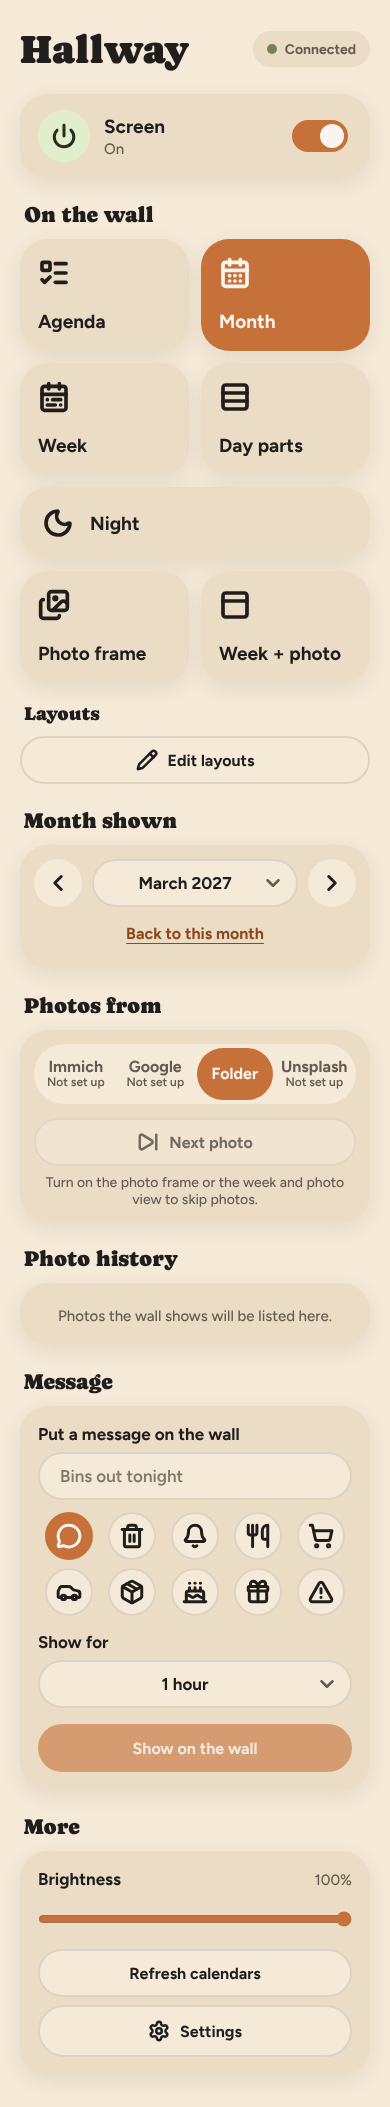 Hallway
Connected
Screen
On
On the wall
Agenda
Month
Week
Day parts
Night
Photo frame
Week + photo
Layouts
Edit layouts
Month shown
March 2027
Back to this month
Photos from
Immich
Not set up
Google
Not set up
Folder
Unsplash
Not set up
Next photo
Turn on the photo frame or the week and photo
view to skip photos.
Photo history
Photos the wall shows will be listed here.
Message
Put a message on the wall
Bins out tonight
Show for
1 hour
Show on the wall
More
Brightness
100%
Refresh calendars
Settings